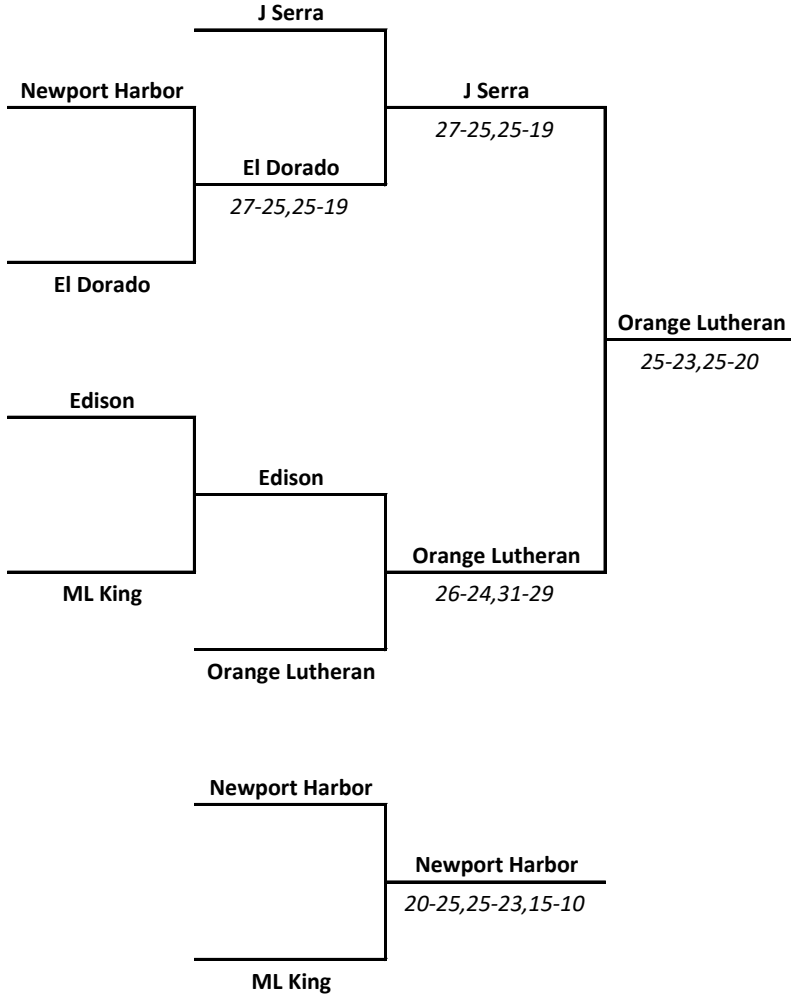 J Serra
Newport Harbor
J Serra
27-25,25-19
El Dorado
27-25,25-19
El Dorado
Orange Lutheran
25-23,25-20
Edison
Edison
Orange Lutheran
ML King
26-24,31-29
Orange Lutheran
Newport Harbor
Newport Harbor
20-25,25-23,15-10
ML King